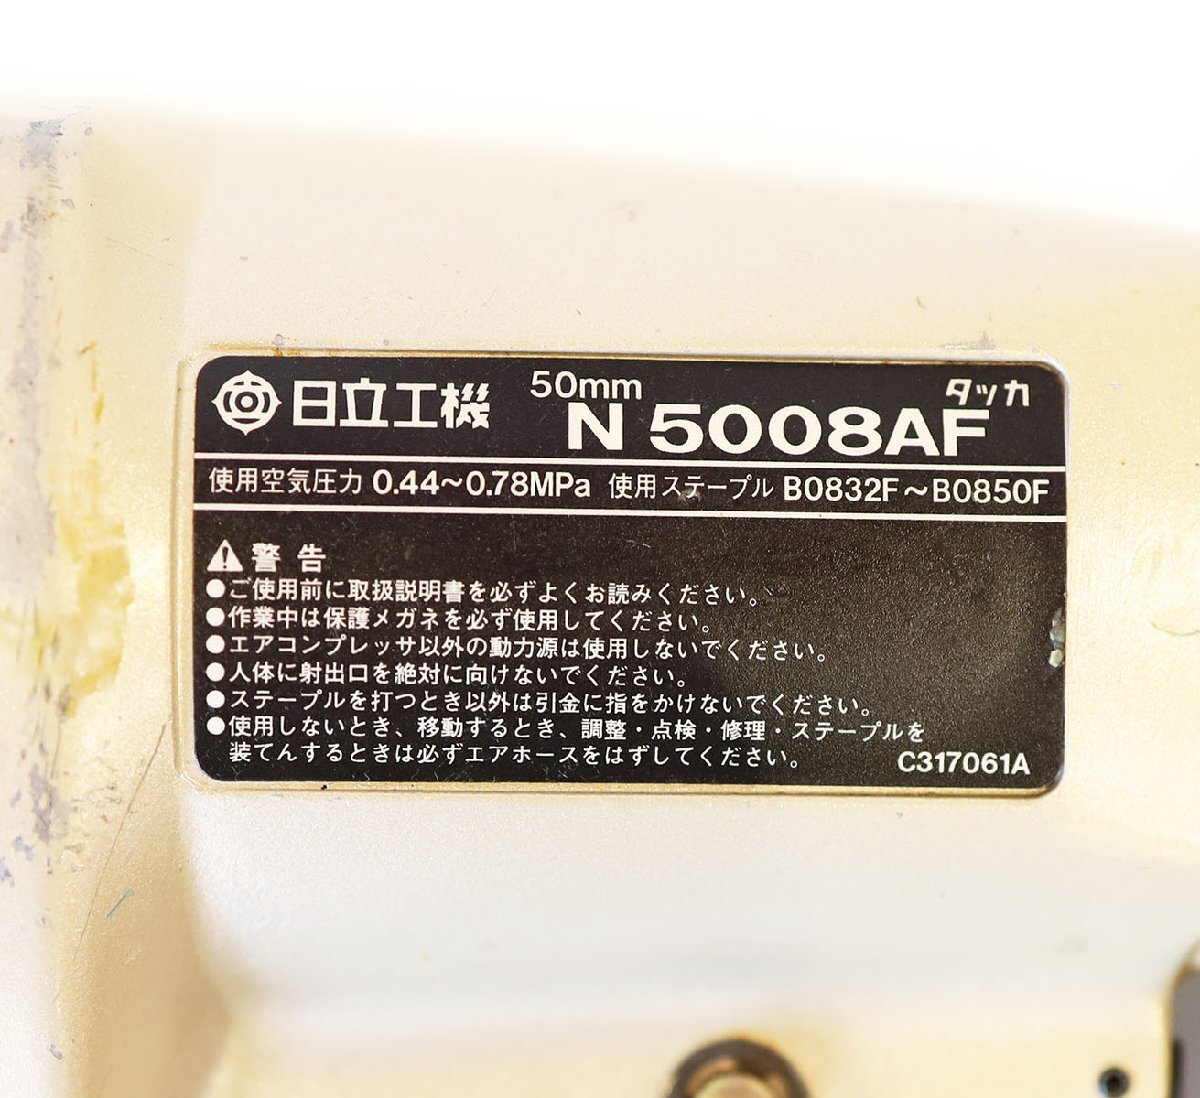 日立工機 50mm N 5008AF タッカ
使用空気圧力 0.44〜0.78MPa 使用ステープル B0832F〜B0850F
警告
●ご使用前に取扱説明書を必ずよくお読みください。
●作業中は保護メガネを必ず使用してください。
●エアコンプレッサ以外の動力源は使用しないでください。
●人体に射出口を絶対に向けないでください。
●ステープルを打つとき以外は引金に指をかけないでください。
●使用しないとき、移動するとき、調整・点検・修理・ステープルを
装てんするときは必ずエアホースをはずしてください。
C317061A